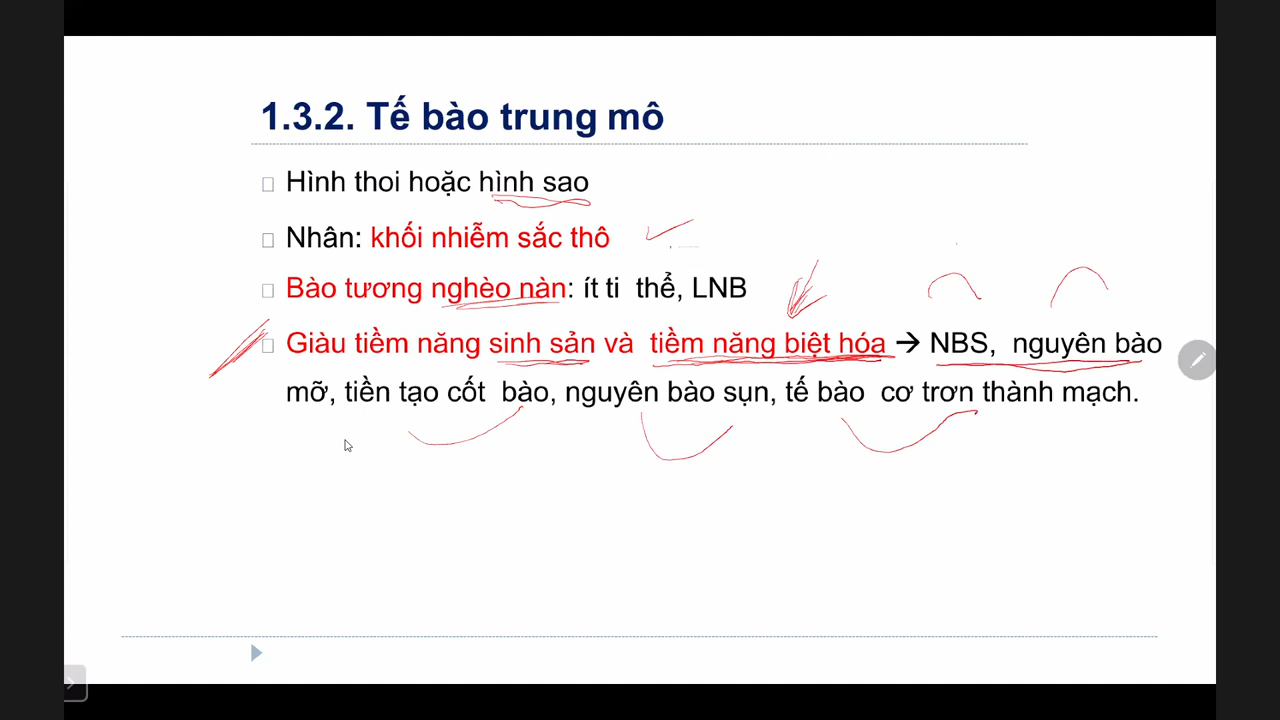 1.3.2. Tế bào trung mô
Hình thoi hoặc hình sao
Nhân: khối nhiễm sắc thô
Bào tương nghèo nàn: ít ti thể, LNB
Giàu tiềm năng sinh sản và tiềm năng biệt hóa → NBS, nguyên bào
mỡ, tiền tạo cốt bào, nguyên bào sụn, tế bào cơ trơn thành mạch.